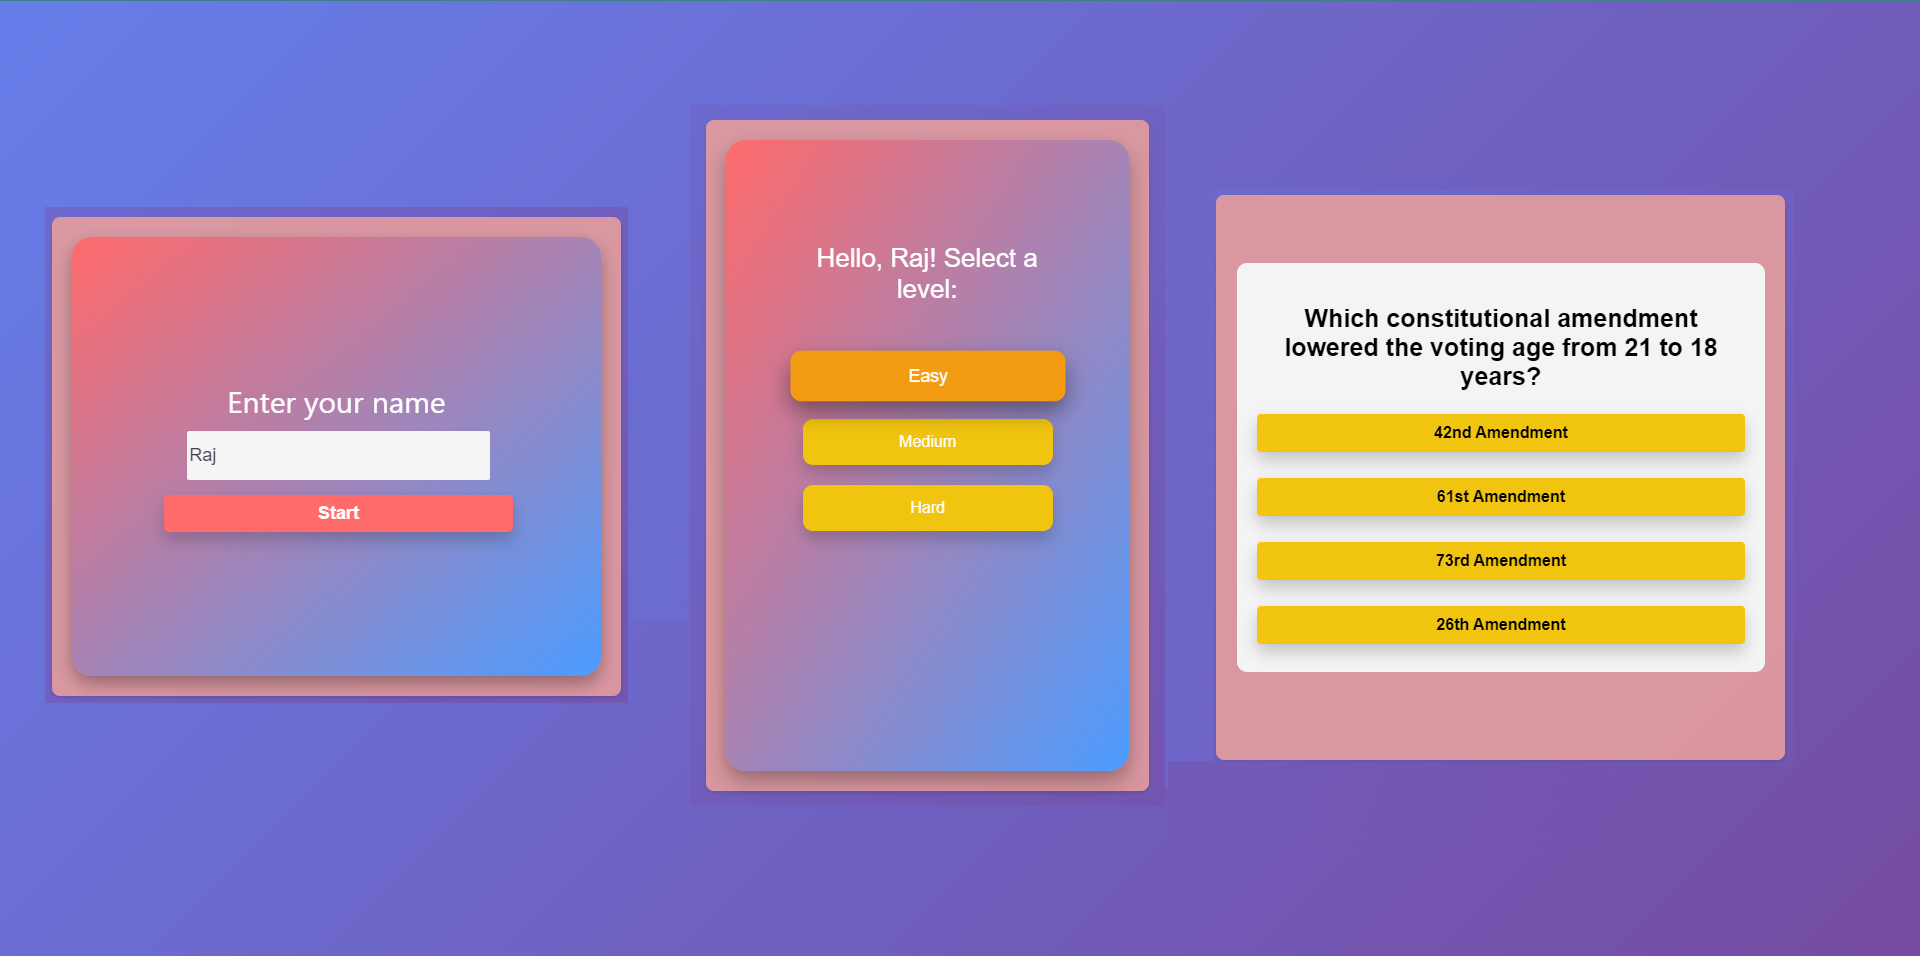 Enter your name
Raj
Start
Hello, Raj! Select a
level:
Easy
Medium
Hard
Which constitutional amendment
lowered the voting age from 21 to 18
years?
42nd Amendment
61st Amendment
73rd Amendment
26th Amendment